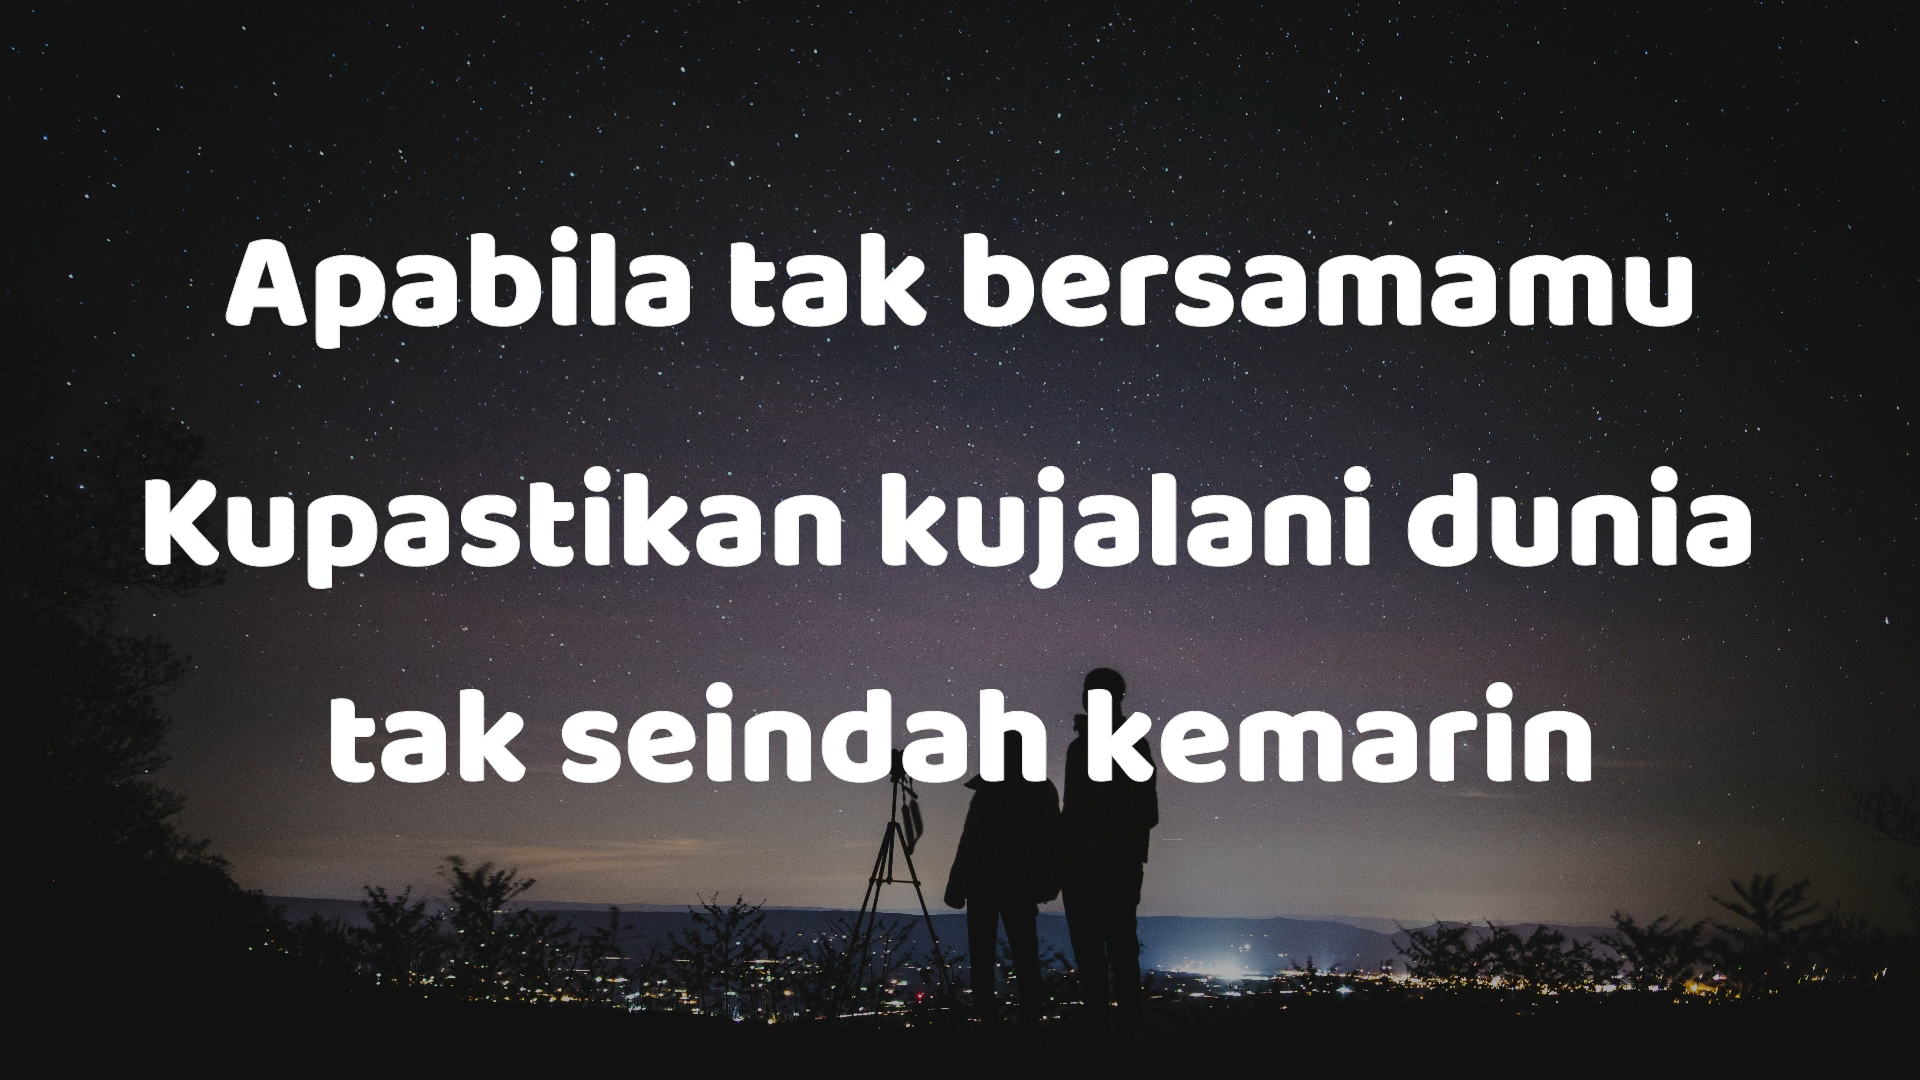 Apabila tak bersamamu
Kupastikan kujalani dunia
tak seindah kemarin